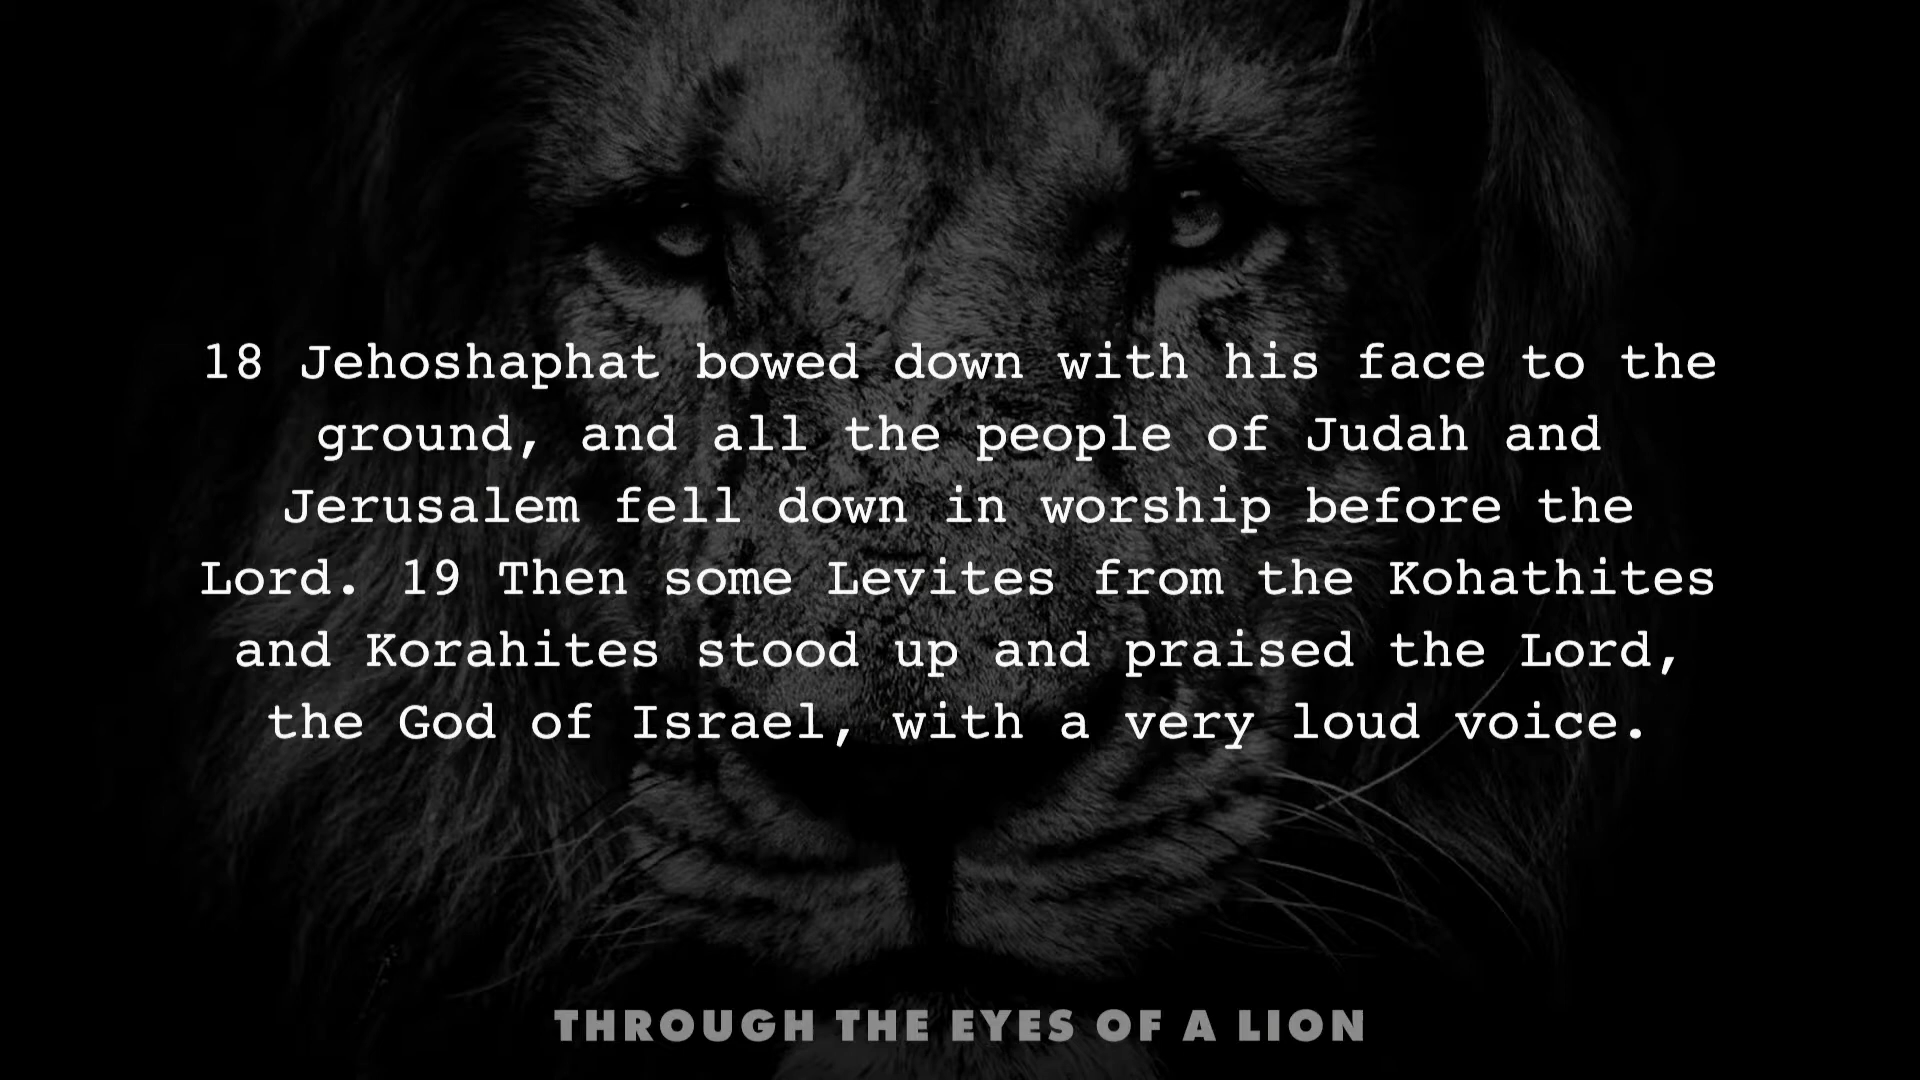 18 Jehoshaphat bowed down with his face to the
ground, and all the people of Judah and
Jerusalem fell down in worship before the
Lord. 19 Then some Levites from the Kohathites
and Korahites stood up and praised the Lord,
the God of Israel, with a very loud voice.
THROUGH THE EYES OF A LION